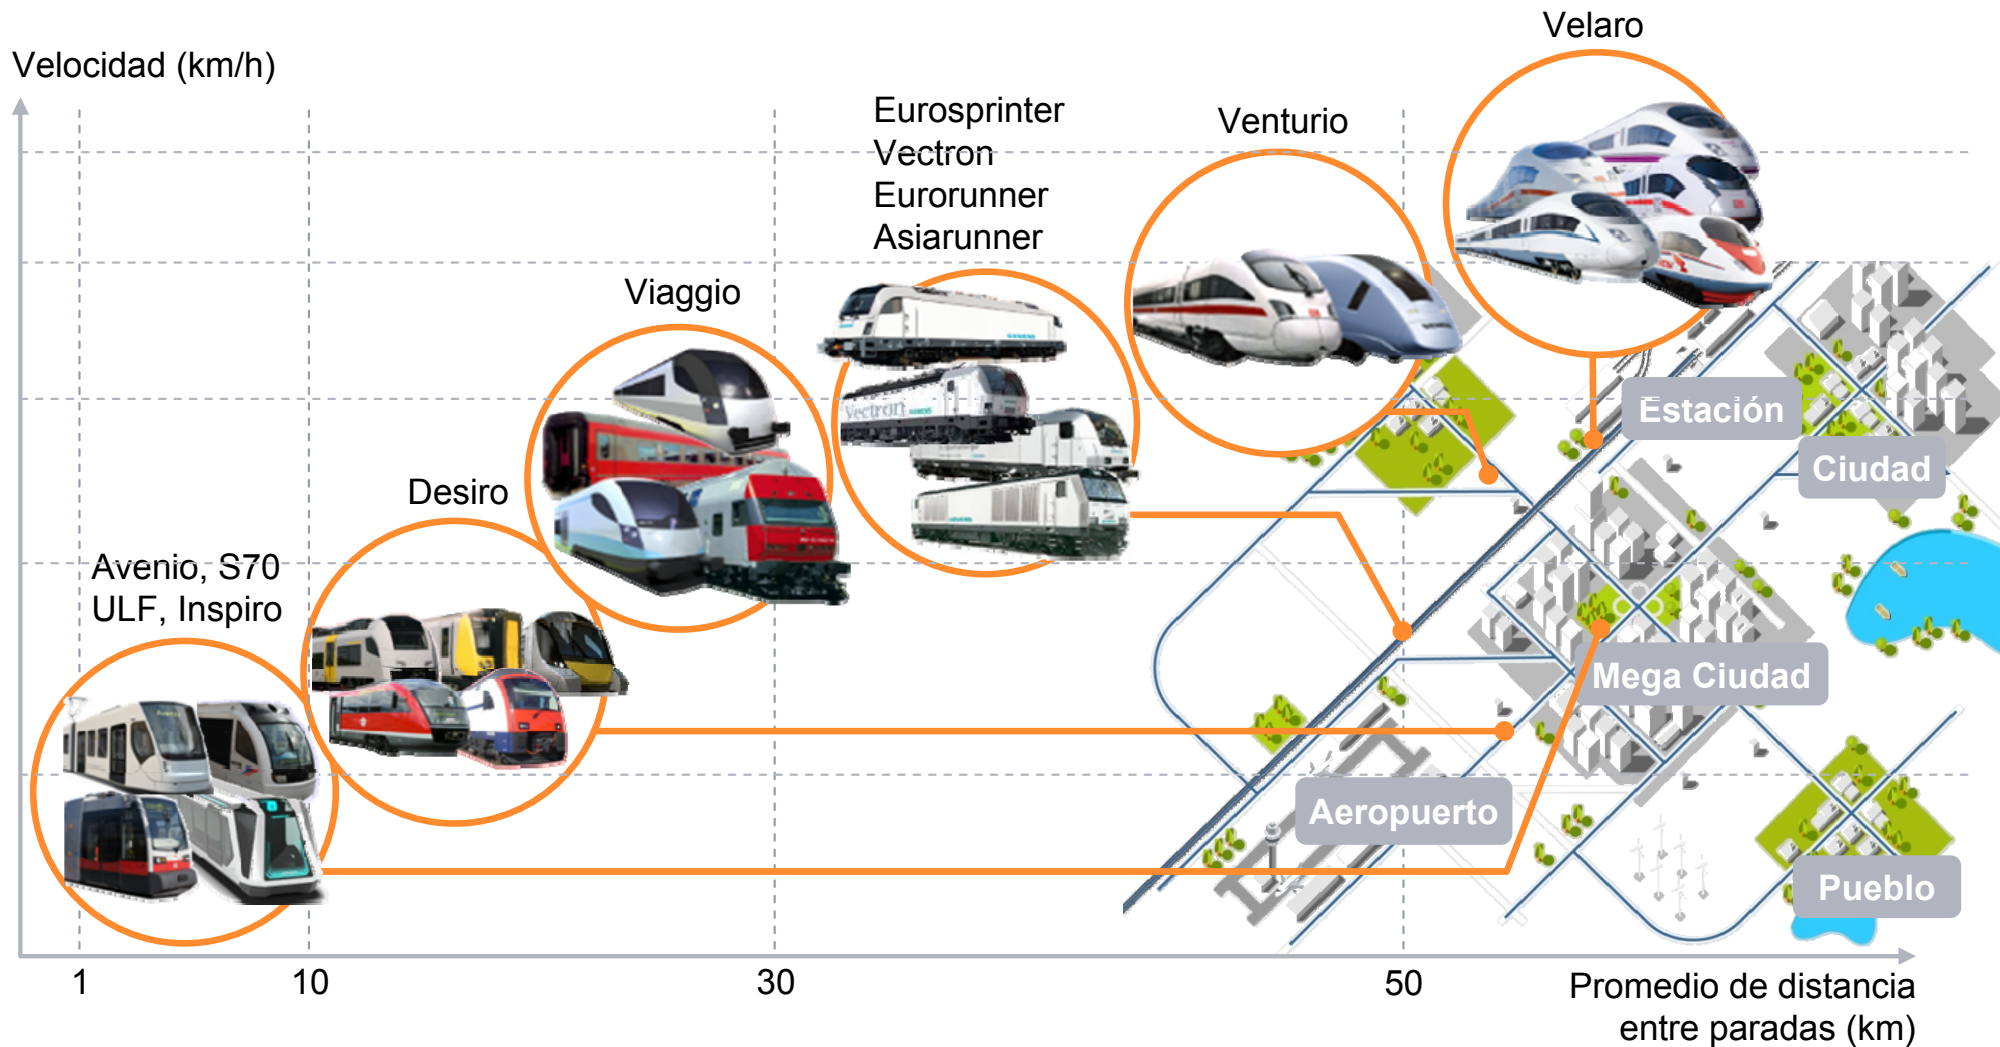 Velaro
Velocidad (km/h)
Eurosprinter
Vectron
Eurorunner
Asiarunner
Venturio
Viaggio
Desiro
Avenio, S70
ULF, Inspiro
Vectron
Estación
Ciudad
Mega Ciudad
Aeropuerto
Pueblo
1
10
30
50
Promedio de distancia
entre paradas (km)